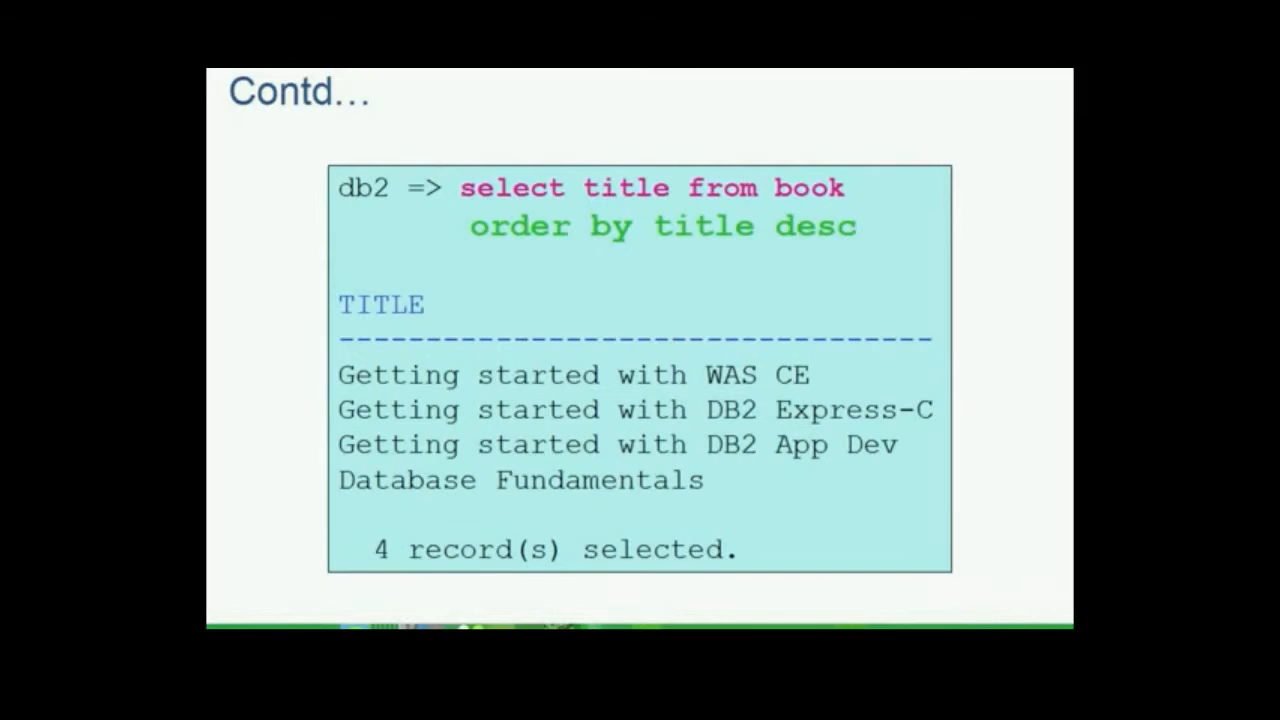 Contd...
db2 => select title from book
order by title desc
TITLE
----------------------------------
Getting started with WAS CE
Getting started with DB2 Express-C
Getting started with DB2 App Dev
Database Fundamentals
4 record(s) selected.